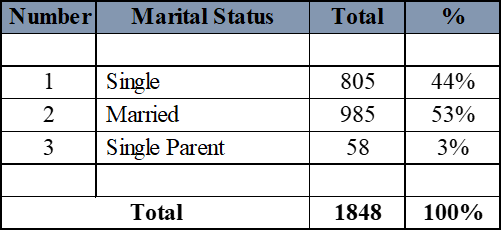 Number Marital Status Total %
1 Single 805 44%
2 Married 985 53%
3 Single Parent 58 3%
Total 1848 100%